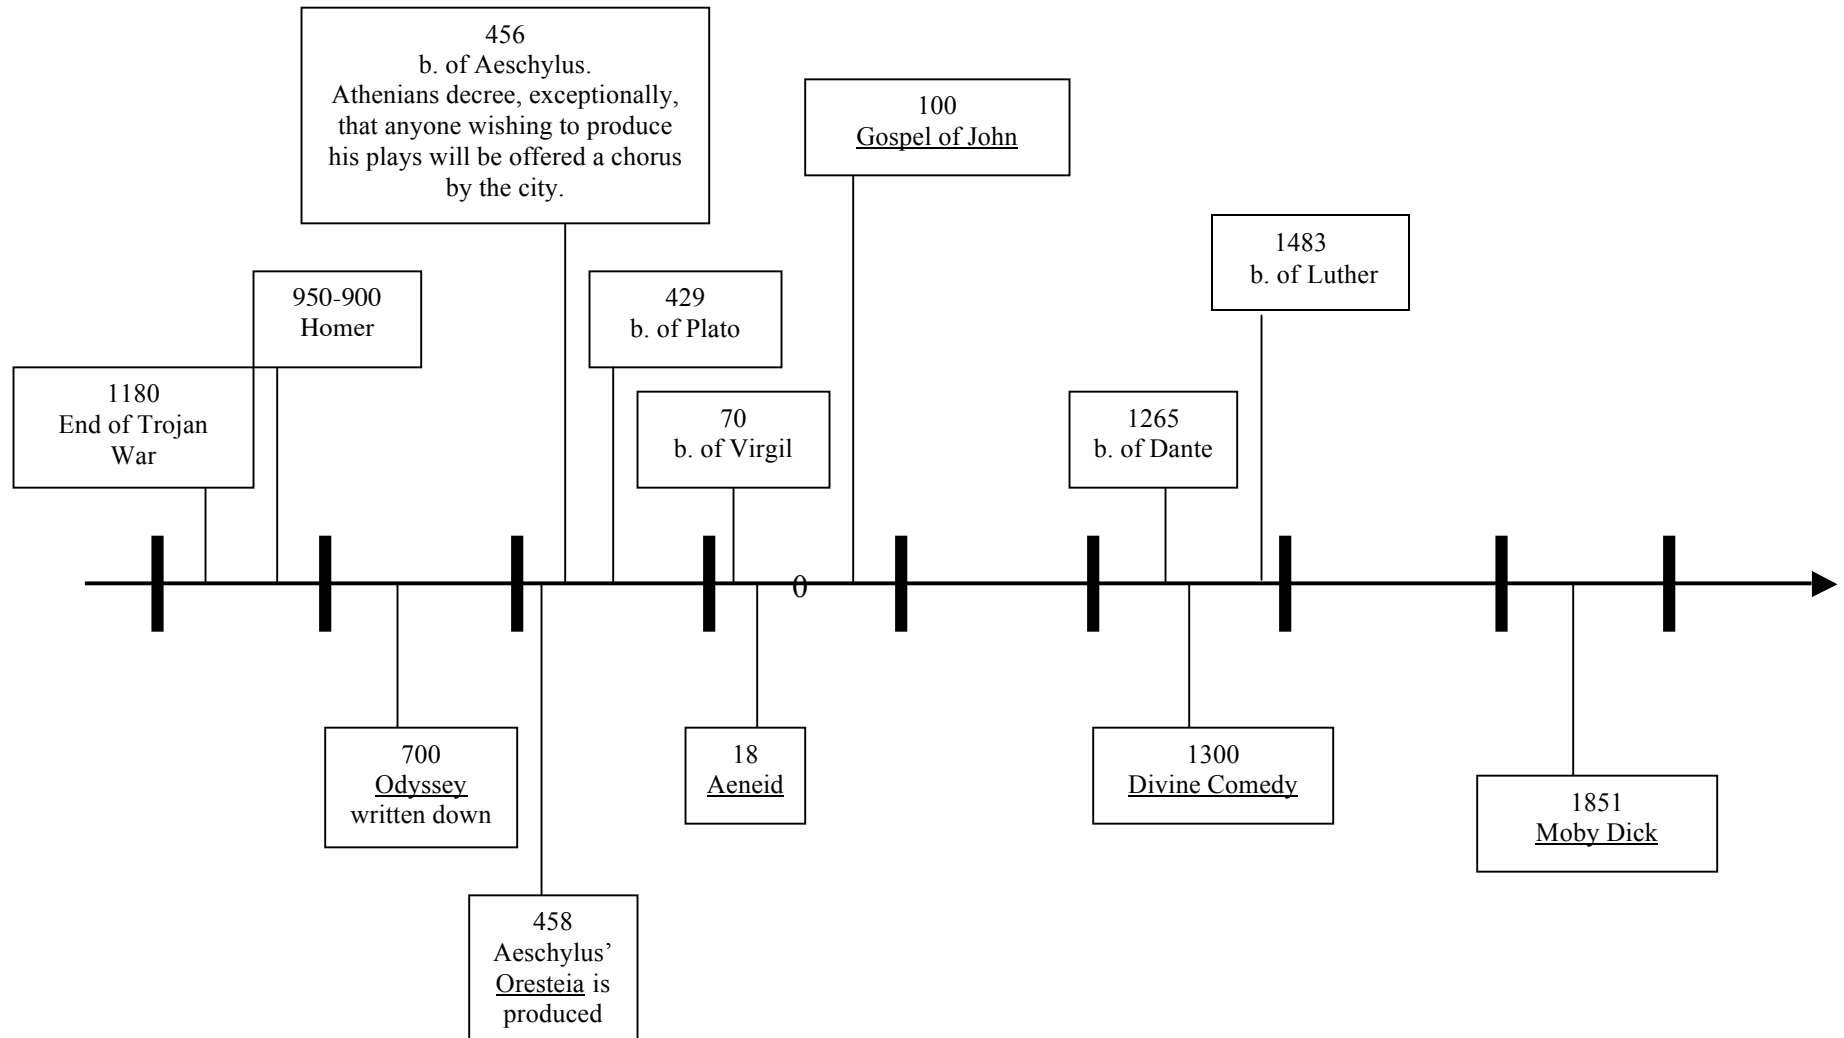 456
b. of Aeschylus.
Athenians decree, exceptionally,
that anyone wishing to produce
his plays will be offered a chorus
by the city.
100
Gospel of John
1483
b. of Luther
950-900
Homer
429
b. of Plato
1180
End of Trojan
War
70
b. of Virgil
1265
b. of Dante
0
700
Odyssey
written down
18
Aeneid
1300
Divine Comedy
1851
Moby Dick
458
Aeschylus’
Oresteia is
produced